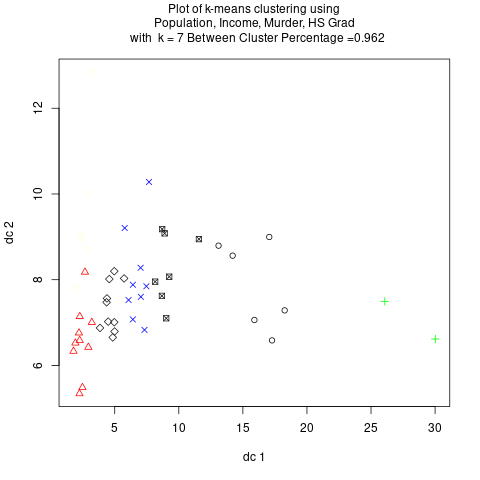 Plot of k-means clustering using
Population, Income, Murder, HS Grad
with k = 7 Between Cluster Percentage =0.962
dc 2
12
10
8
6
5
10
15
20
25
30
dc 1